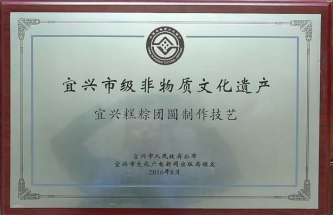 宜兴市级非物质文化遗产
宜兴糕粽团圆制作技艺
宜兴市人民政府公布
宜兴市文化广电新闻出版局颁发
2016年6月